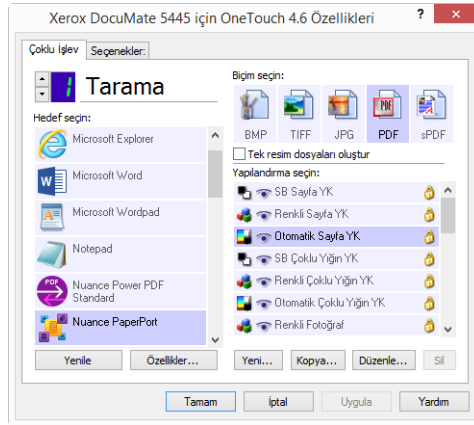 Xerox DocuMate 5445 için OneTouch 4.6 Özellikleri
Çoklu İşlev
Seçenekler:
1 Tarama
Hedef seçin:
Microsoft Explorer
Microsoft Word
Microsoft Wordpad
Notepad
Nuance Power PDF
Standard
Nuance PaperPort
Yenile
Özellikler...
Biçim seçin:
BMP TIFF JPG PDF sPDF
Tek resim dosyaları oluştur
Yapılandırma seçin:
SB Sayfa YK
Renkli Sayfa YK
Otomatik Sayfa YK
SB Çoklu Yığın YK
Renkli Çoklu Yığın YK
Otomatik Çoklu Yığın YK
Renkli Fotoğraf
Yeni... Kopya... Düzenle... Sil
Tamam İptal Uygula Yardım